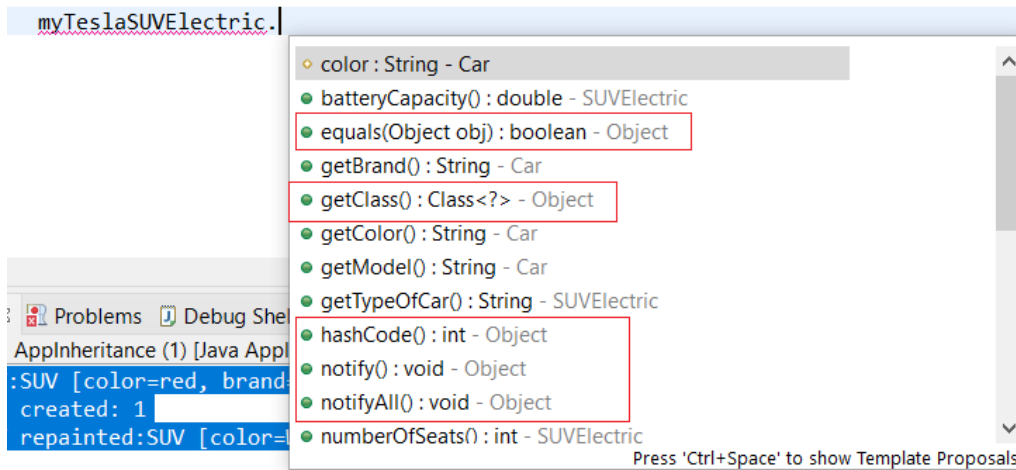 myTeslaSUVElectric.
color : String - Car
batteryCapacity() : double - SUVElectric
equals(Object obj) : boolean - Object
getBrand() : String - Car
getClass() : Class<?> - Object
getColor() : String - Car
getModel() : String - Car
getTypeOfCar() : String - SUVElectric
hashCode() : int - Object
notify() : void - Object
notifyAll() : void - Object
numberOfSeats() : int - SUVElectric
Press 'Ctrl+Space' to show Template Proposals
Problems Debug Shel
AppInheritance (1) [Java Appl
:SUV [color=red, brand=
created: 1
repainted:SUV [color=